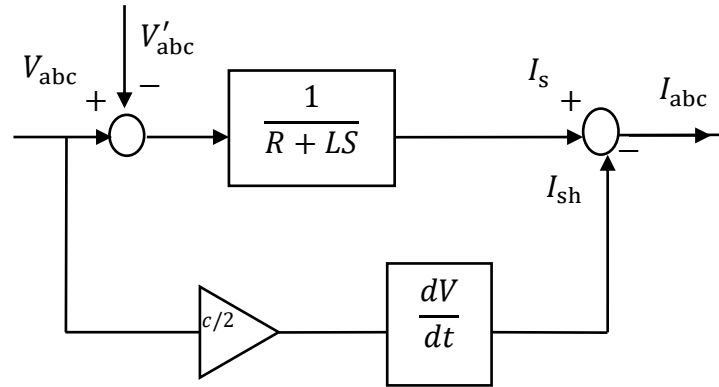 V′abc
Vabc
−
+
1
R + LS
Is
+
Iabc
−
Ish
c/2
dV
dt